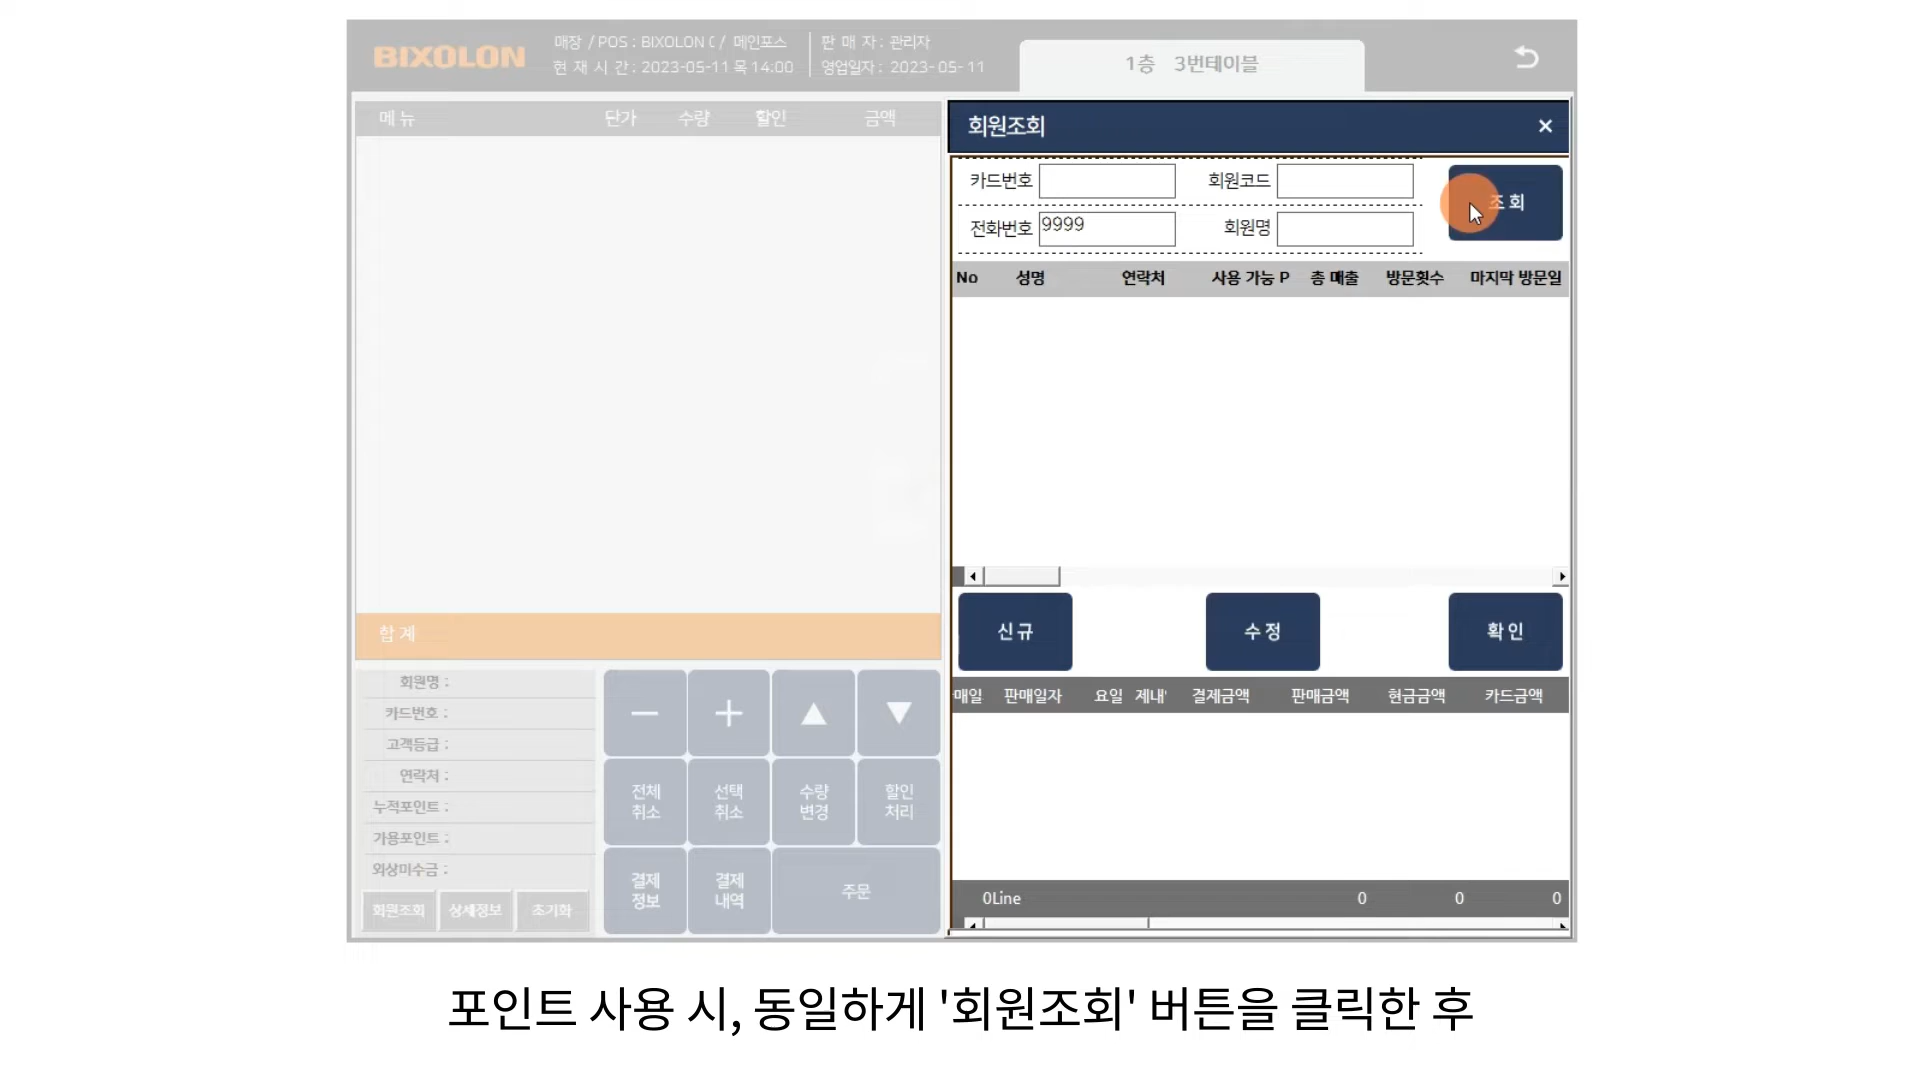 BIXOLON
매장 / POS : BIXOLON ( / 메인포스
현 재 시 간 : 2023-05-11 목 14:00
판 매 자 : 관리자
영업일자 : 2023-05-11
1층 3번테이블
메 뉴 단가 수량 할인 금액
합 계
회원명 :
카드번호 :
고객등급 :
연락처 :
누적포인트 :
가용포인트 :
외상미수금 :
회원조회 상세정보 초기화
전체
취소
선택
취소
수량
변경
할인
처리
결제
정보
결제
내역
주문
회원조회
카드번호 회원코드
전화번호 9999 회원명
조 회
No 성명 연락처 사용 가능 P 총 매출 방문횟수 마지막 방문일
신 규 수 정 확 인
매일 판매일자 요일 제내' 결제금액 판매금액 현금금액 카드금액
0Line 0 0 0
포인트 사용 시, 동일하게 '회원조회' 버튼을 클릭한 후